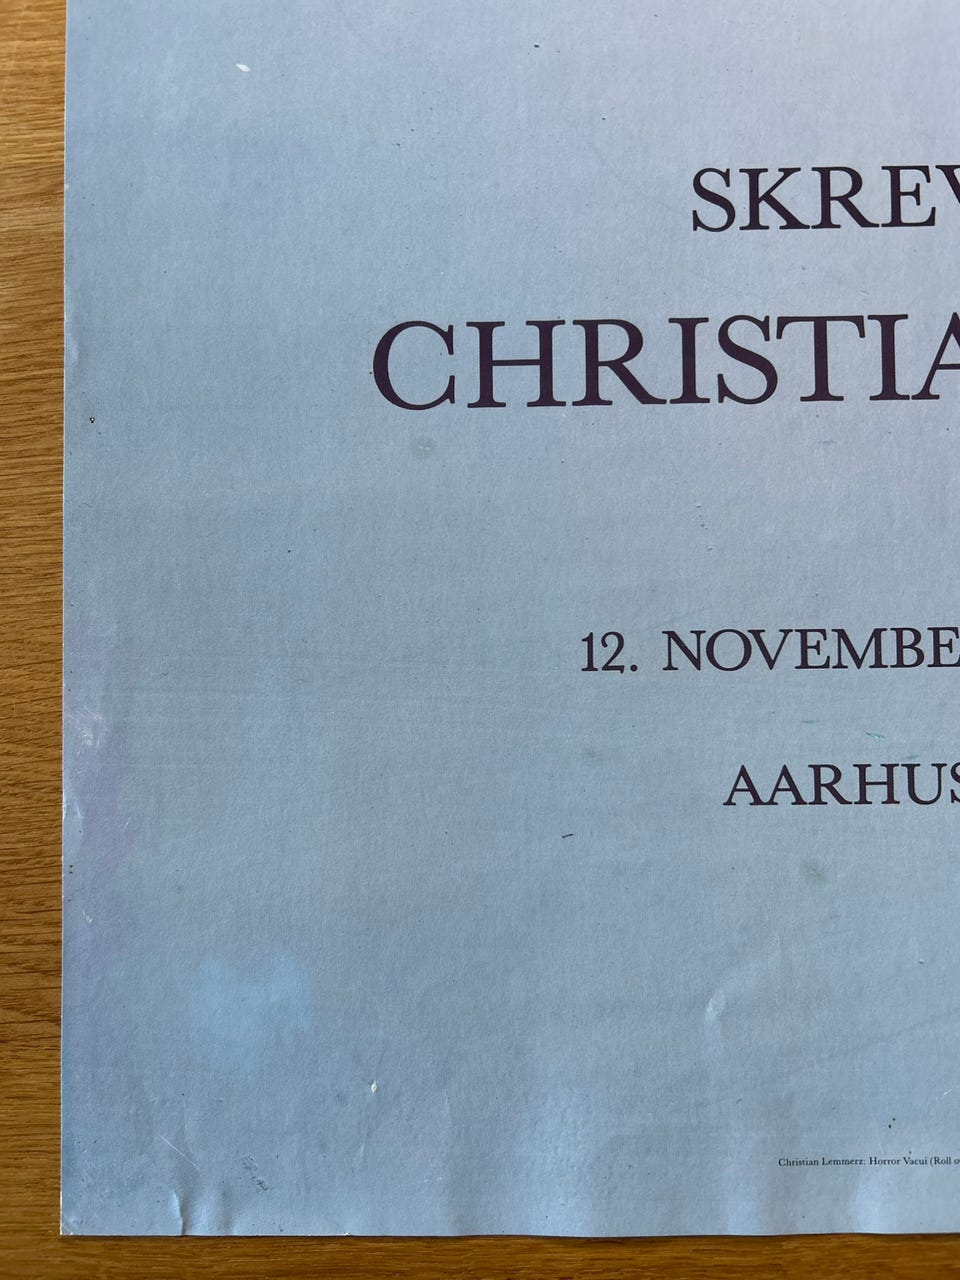 SKREV
CHRISTIA
12. NOVEMBE
AARHUS
Christian Lemmerz: Horror Vacui (Roll o